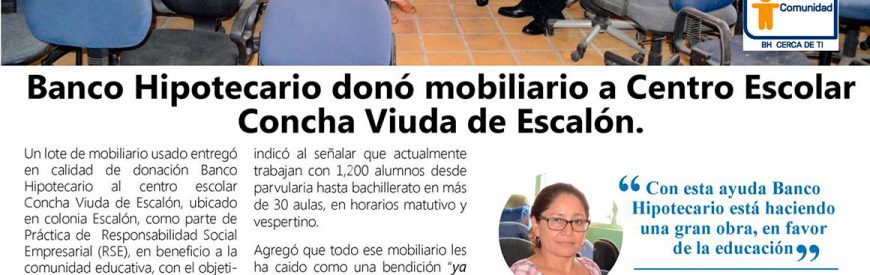 Comunidad
BH CERCA DE TI
Banco Hipotecario donó mobiliario a Centro Escolar
Concha Viuda de Escalón.
Un lote de mobiliario usado entregó
en calidad de donación Banco
Hipotecario al centro escolar
Concha Viuda de Escalón, ubicado
en colonia Escalón, como parte de
Práctica de Responsabilidad Social
Empresarial (RSE), en beneficio a la
comunidad educativa, con el objeti-
indicó al señalar que actualmente
trabajan con 1,200 alumnos desde
parvularia hasta bachillerato en más
de 30 aulas, en horarios matutivo y
vespertino.
Agregó que todo ese mobiliario les
ha caido como una bendición "ya
“Con esta ayuda Banco
Hipotecario está haciendo
una gran obra, en favor
de la educación”